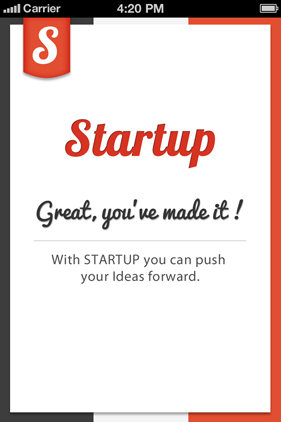 Carrier 4:20 PM
S
Startup
Great, you've made it !
With STARTUP you can push
your Ideas forward.